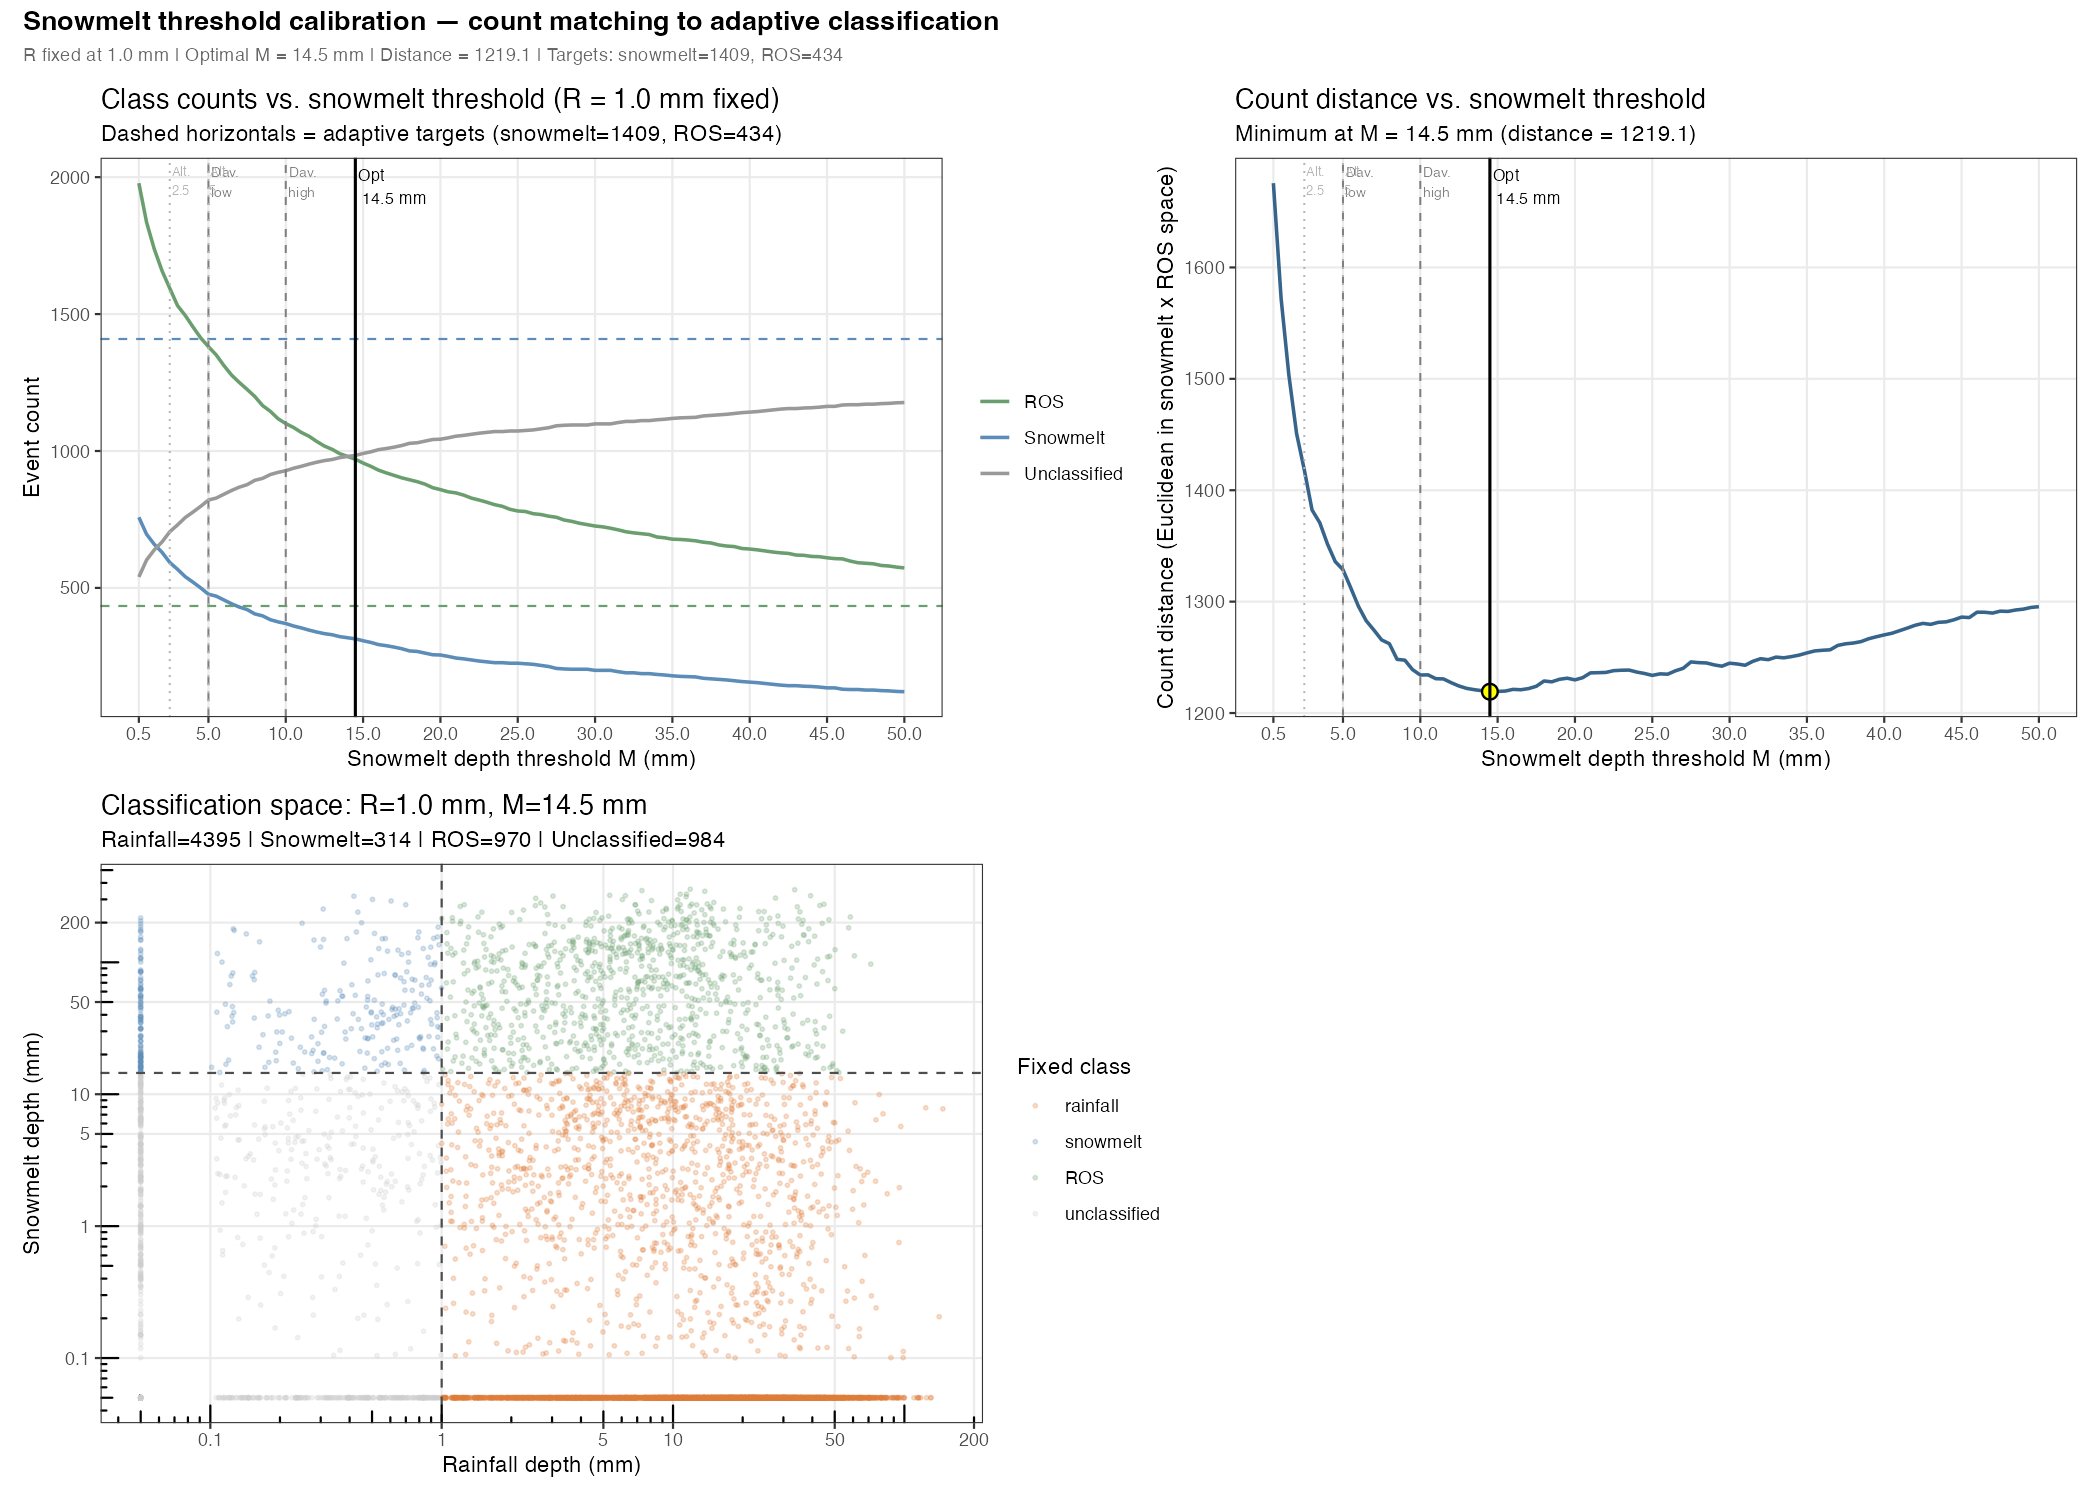 Snowmelt threshold calibration — count matching to adaptive classification
R fixed at 1.0 mm | Optimal M = 14.5 mm | Distance = 1219.1 | Targets: snowmelt=1409, ROS=434
Class counts vs. snowmelt threshold (R = 1.0 mm fixed)
Dashed horizontals = adaptive targets (snowmelt=1409, ROS=434)
Event count
2000
1500
1000
500
Alt.
2.5
Dav.
low
Dav.
high
Opt
14.5 mm
0.5 5.0 10.0 15.0 20.0 25.0 30.0 35.0 40.0 45.0 50.0
Snowmelt depth threshold M (mm)
ROS
Snowmelt
Unclassified
Count distance vs. snowmelt threshold
Minimum at M = 14.5 mm (distance = 1219.1)
Count distance (Euclidean in snowmelt x ROS space)
1600
1500
1400
1300
1200
Alt.
2.5
Dav.
low
Dav.
high
Opt
14.5 mm
0.5 5.0 10.0 15.0 20.0 25.0 30.0 35.0 40.0 45.0 50.0
Snowmelt depth threshold M (mm)
Classification space: R=1.0 mm, M=14.5 mm
Rainfall=4395 | Snowmelt=314 | ROS=970 | Unclassified=984
Snowmelt depth (mm)
200
50
10
5
1
0.1
0.1 1 5 10 50 200
Rainfall depth (mm)
Fixed class
rainfall
snowmelt
ROS
unclassified